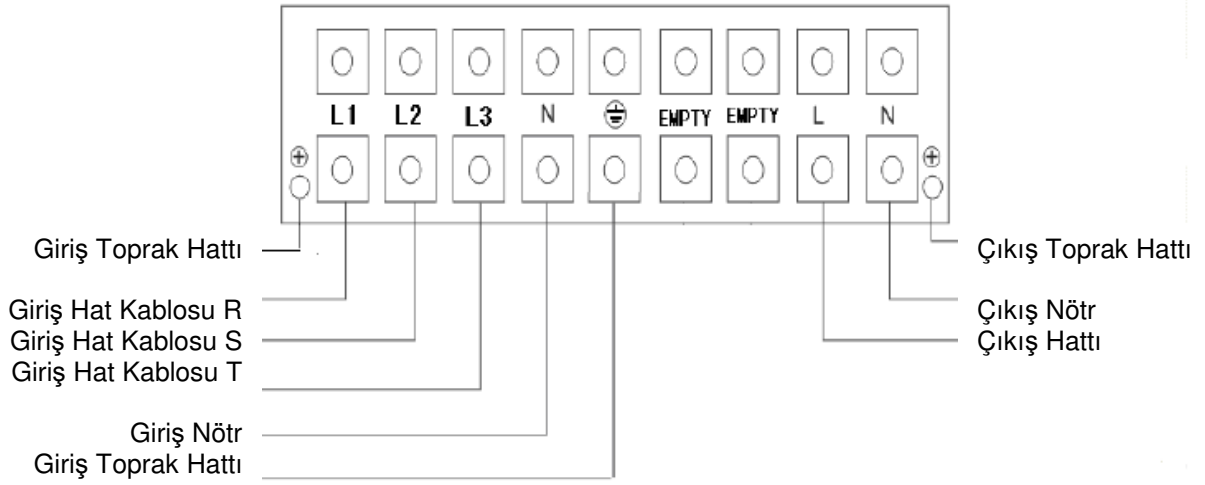 L1 L2 L3 N EMPTY EMPTY L N
Giriş Toprak Hattı
Çıkış Toprak Hattı
Giriş Hat Kablosu R
Çıkış Nötr
Giriş Hat Kablosu S
Çıkış Hattı
Giriş Hat Kablosu T
Giriş Nötr
Giriş Toprak Hattı